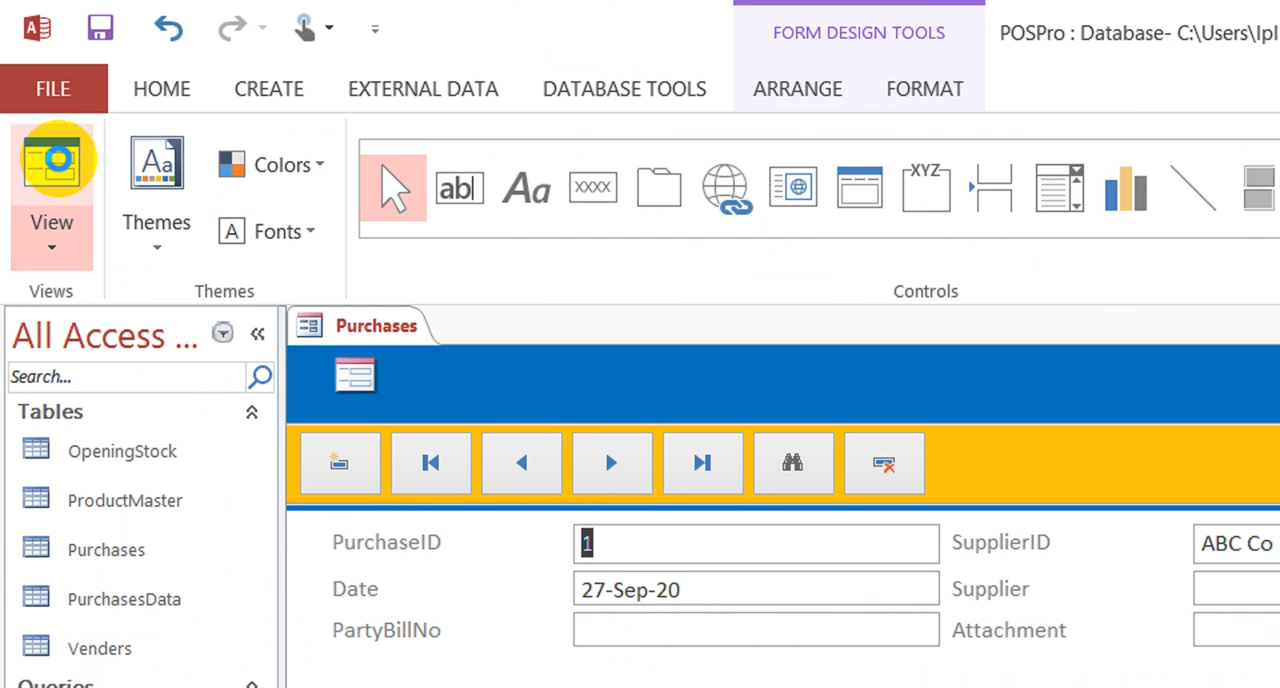 FORM DESIGN TOOLS
POSPro : Database- C:\Users\Ipl
FILE HOME CREATE EXTERNAL DATA DATABASE TOOLS ARRANGE FORMAT
View
Themes
Colors
Fonts
Aa
ab
Aa
XXXX
XYZ
Views
Themes
Controls
All Access ...
Search...
Tables
OpeningStock
ProductMaster
Purchases
PurchasesData
Venders
Queries
Purchases
PurchaseID 1 SupplierID ABC Co
Date 27-Sep-20 Supplier
PartyBillNo Attachment